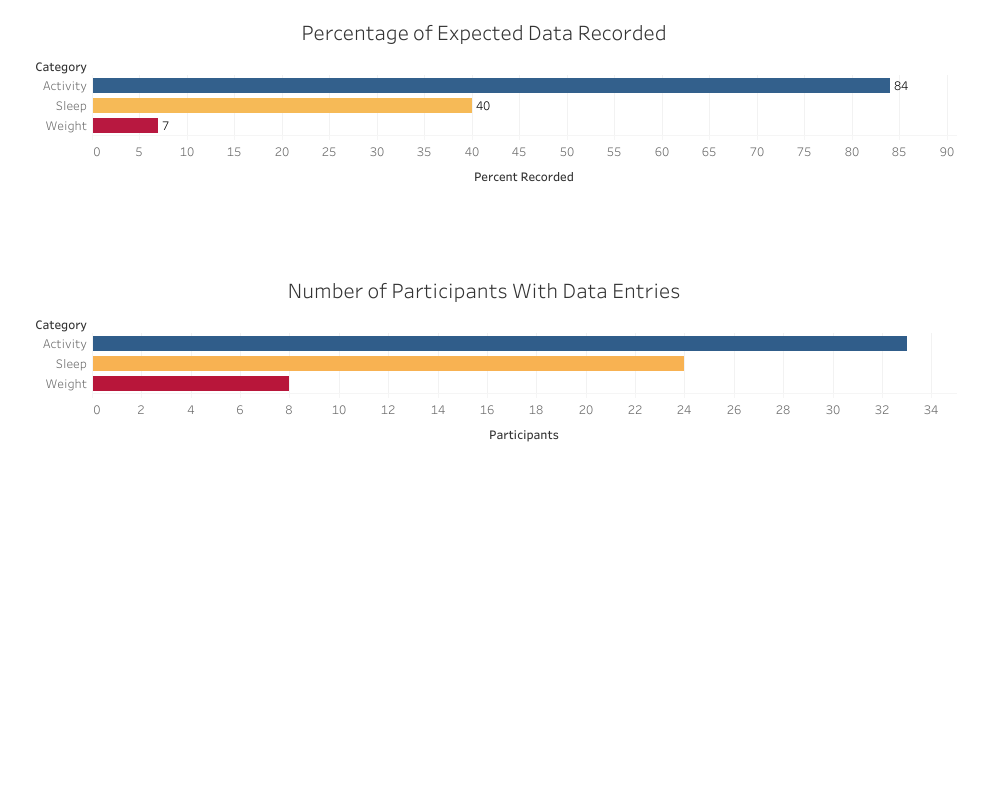 Percentage of Expected Data Recorded
Category
Activity 84
Sleep 40
Weight 7
0 5 10 15 20 25 30 35 40 45 50 55 60 65 70 75 80 85 90
Percent Recorded
Number of Participants With Data Entries
Category
Activity
Sleep
Weight
0 2 4 6 8 10 12 14 16 18 20 22 24 26 28 30 32 34
Participants